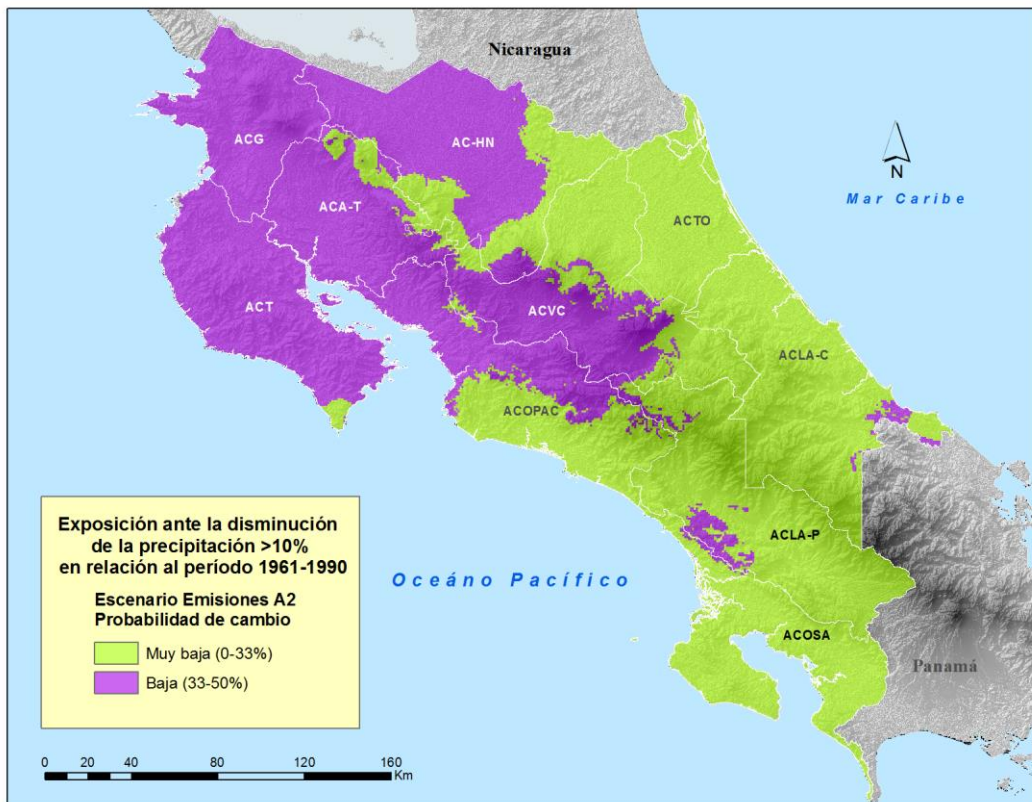 Nicaragua
ACG
AC-HN
N
Mar Caribe
ACA-T
ACTO
ACT
ACVC
ACLA-C
ACOPAC
Exposición ante la disminución
de la precipitación >10%
en relación al período 1961-1990
Escenario Emisiones A2
Probabilidad de cambio
Muy baja (0-33%)
Baja (33-50%)
Oceáno Pacífico
ACLA-P
ACOSA
Panamá
0 20 40 80 120 160
Km